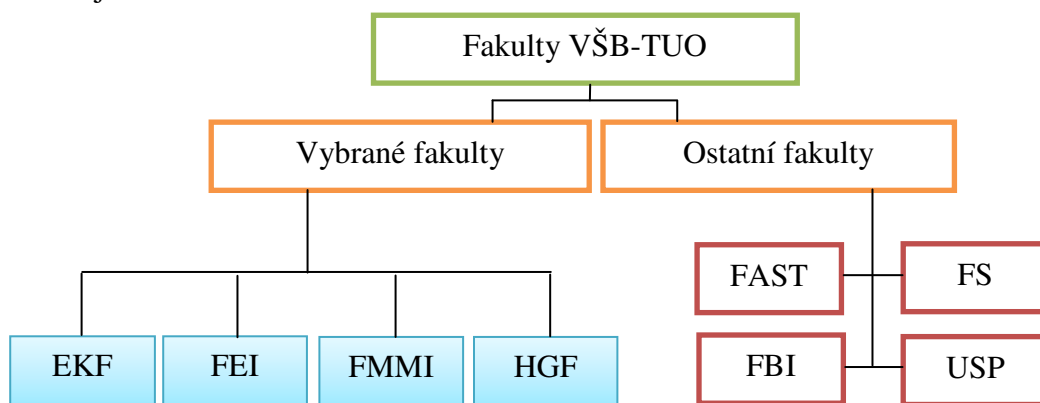 Fakulty VŠB-TUO
Vybrané fakulty
Ostatní fakulty
FAST
FS
EKF
FEI
FMMI
HGF
FBI
USP